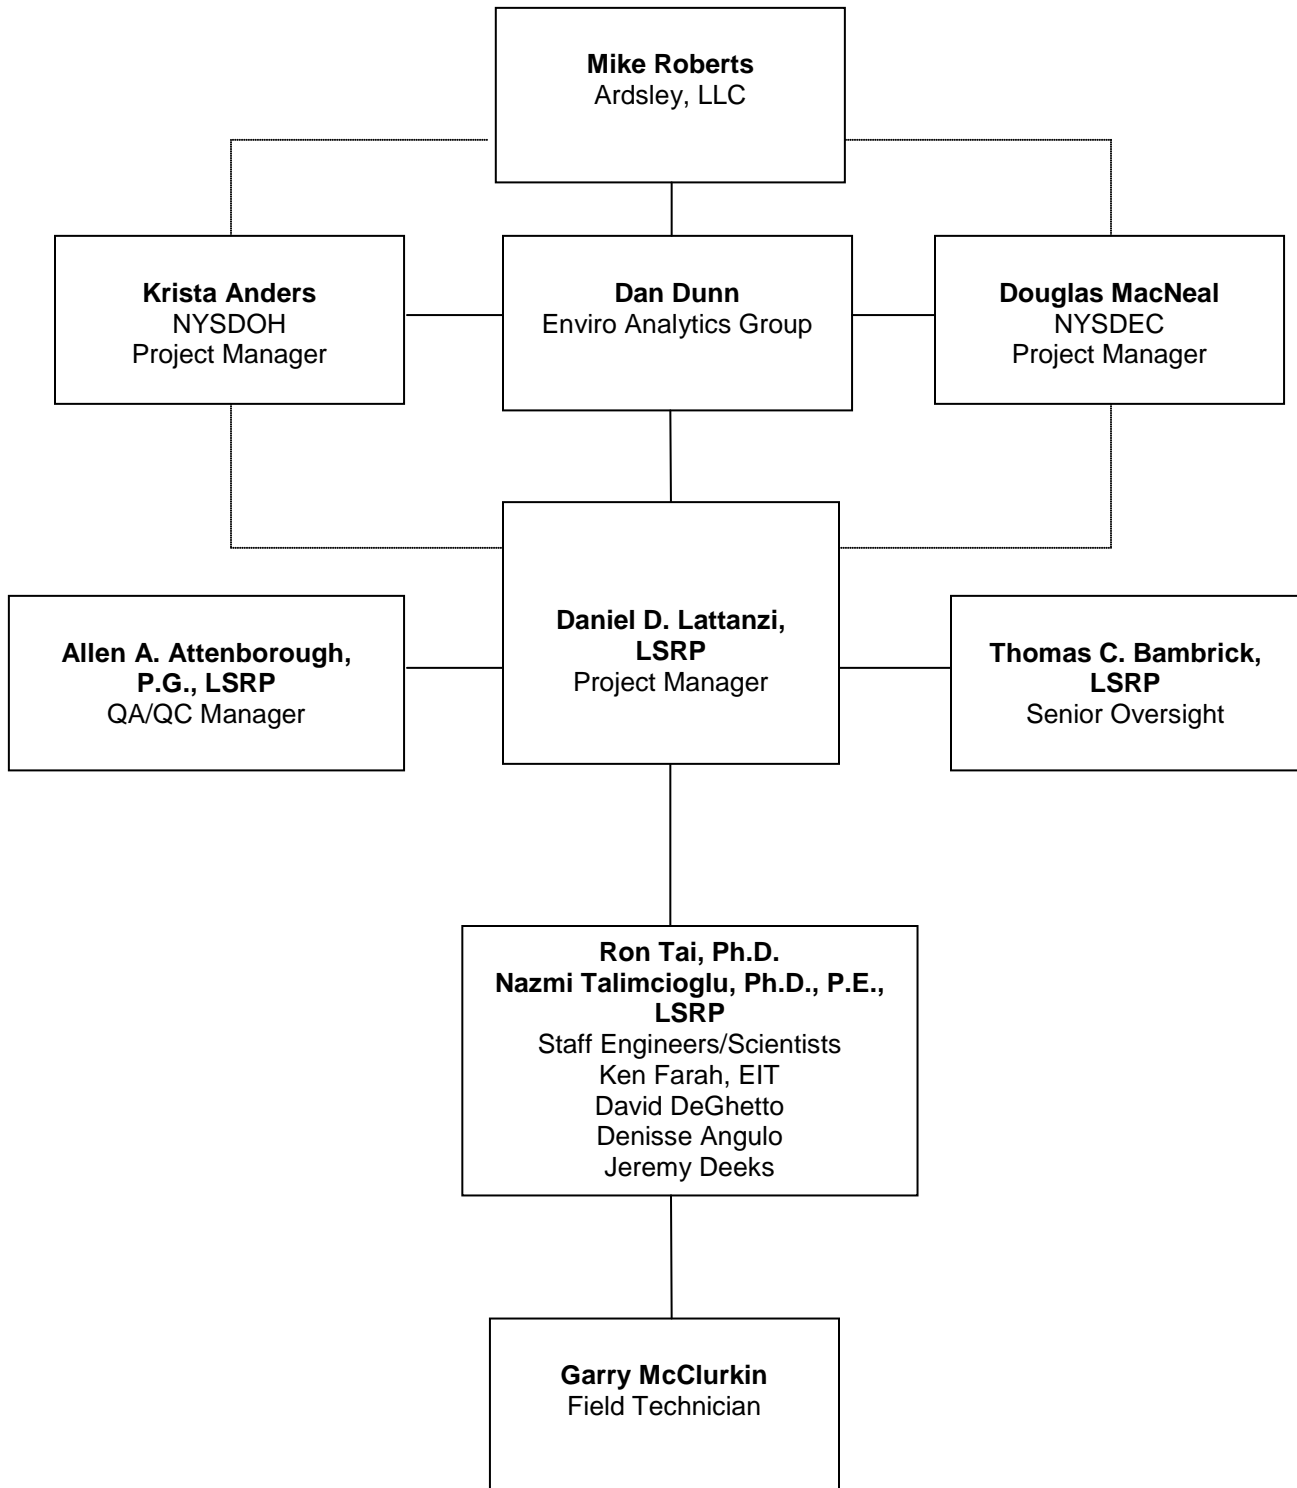 Mike Roberts
Ardsley, LLC
Krista Anders
NYSDOH
Project Manager
Dan Dunn
Enviro Analytics Group
Douglas MacNeal
NYSDEC
Project Manager
Allen A. Attenborough,
P.G., LSRP
QA/QC Manager
Daniel D. Lattanzi,
LSRP
Project Manager
Thomas C. Bambrick,
LSRP
Senior Oversight
Ron Tai, Ph.D.
Nazmi Talimcioglu, Ph.D., P.E.,
LSRP
Staff Engineers/Scientists
Ken Farah, EIT
David DeGhetto
Denisse Angulo
Jeremy Deeks
Garry McClurkin
Field Technician